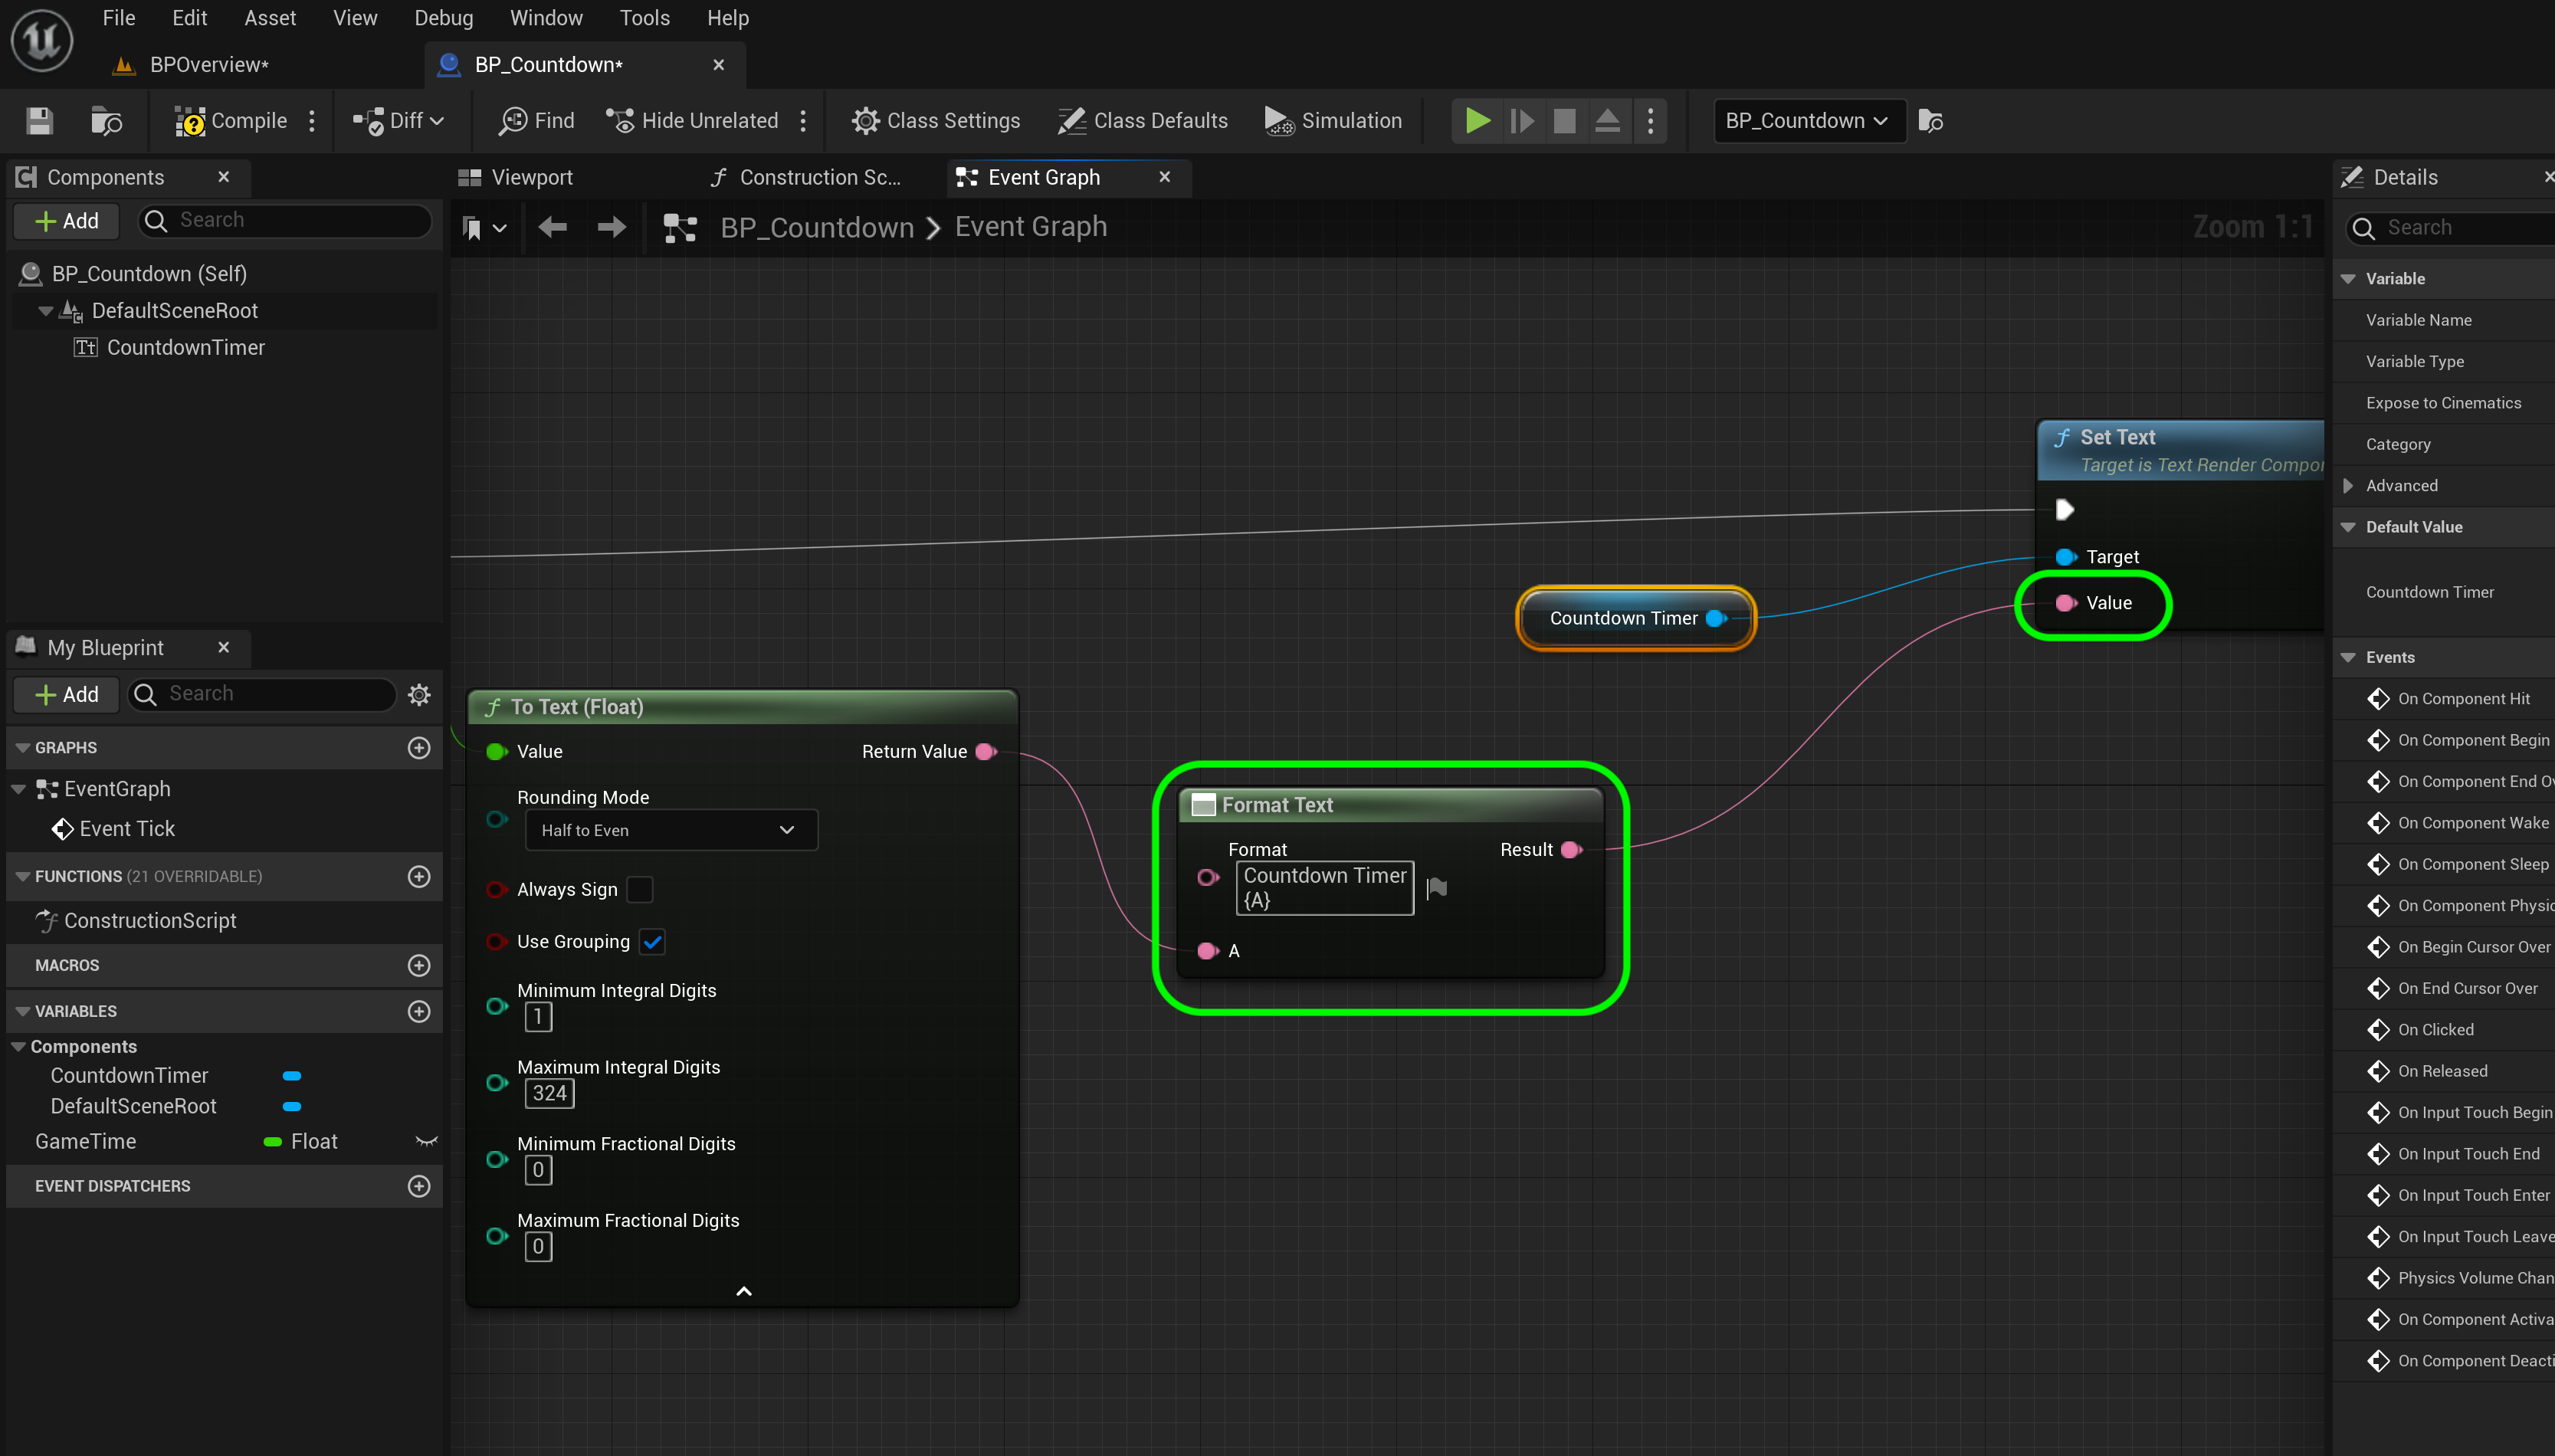 File Edit Asset View Debug Window Tools Help
BPOverview* BP_Countdown*
Compile Diff Find Hide Unrelated Class Settings Class Defaults Simulation BP_Countdown
Components
Add Search
BP_Countdown (Self)
DefaultSceneRoot
CountdownTimer
My Blueprint
Add Search
GRAPHS
EventGraph
Event Tick
FUNCTIONS (21 OVERRIDABLE)
ConstructionScript
MACROS
VARIABLES
Components
CountdownTimer
DefaultSceneRoot
GameTime Float
EVENT DISPATCHERS
Viewport Construction Sc... Event Graph
BP_Countdown > Event Graph Zoom 1:1
Set Text
Target is Text Render Compo
Target
Value
Countdown Timer
To Text (Float)
Value Return Value
Rounding Mode
Half to Even
Always Sign
Use Grouping
Minimum Integral Digits
1
Maximum Integral Digits
324
Minimum Fractional Digits
0
Maximum Fractional Digits
0
Format Text
Format Result
Countdown Timer
{A}
A
Details
Search
Variable
Variable Name
Variable Type
Expose to Cinematics
Category
Advanced
Default Value
Countdown Timer
Events
On Component Hit
On Component Begin
On Component End Ov
On Component Wake
On Component Sleep
On Component Physic
On Begin Cursor Over
On End Cursor Over
On Clicked
On Released
On Input Touch Begin
On Input Touch End
On Input Touch Enter
On Input Touch Leave
Physics Volume Chan
On Component Activa
On Component Deacti